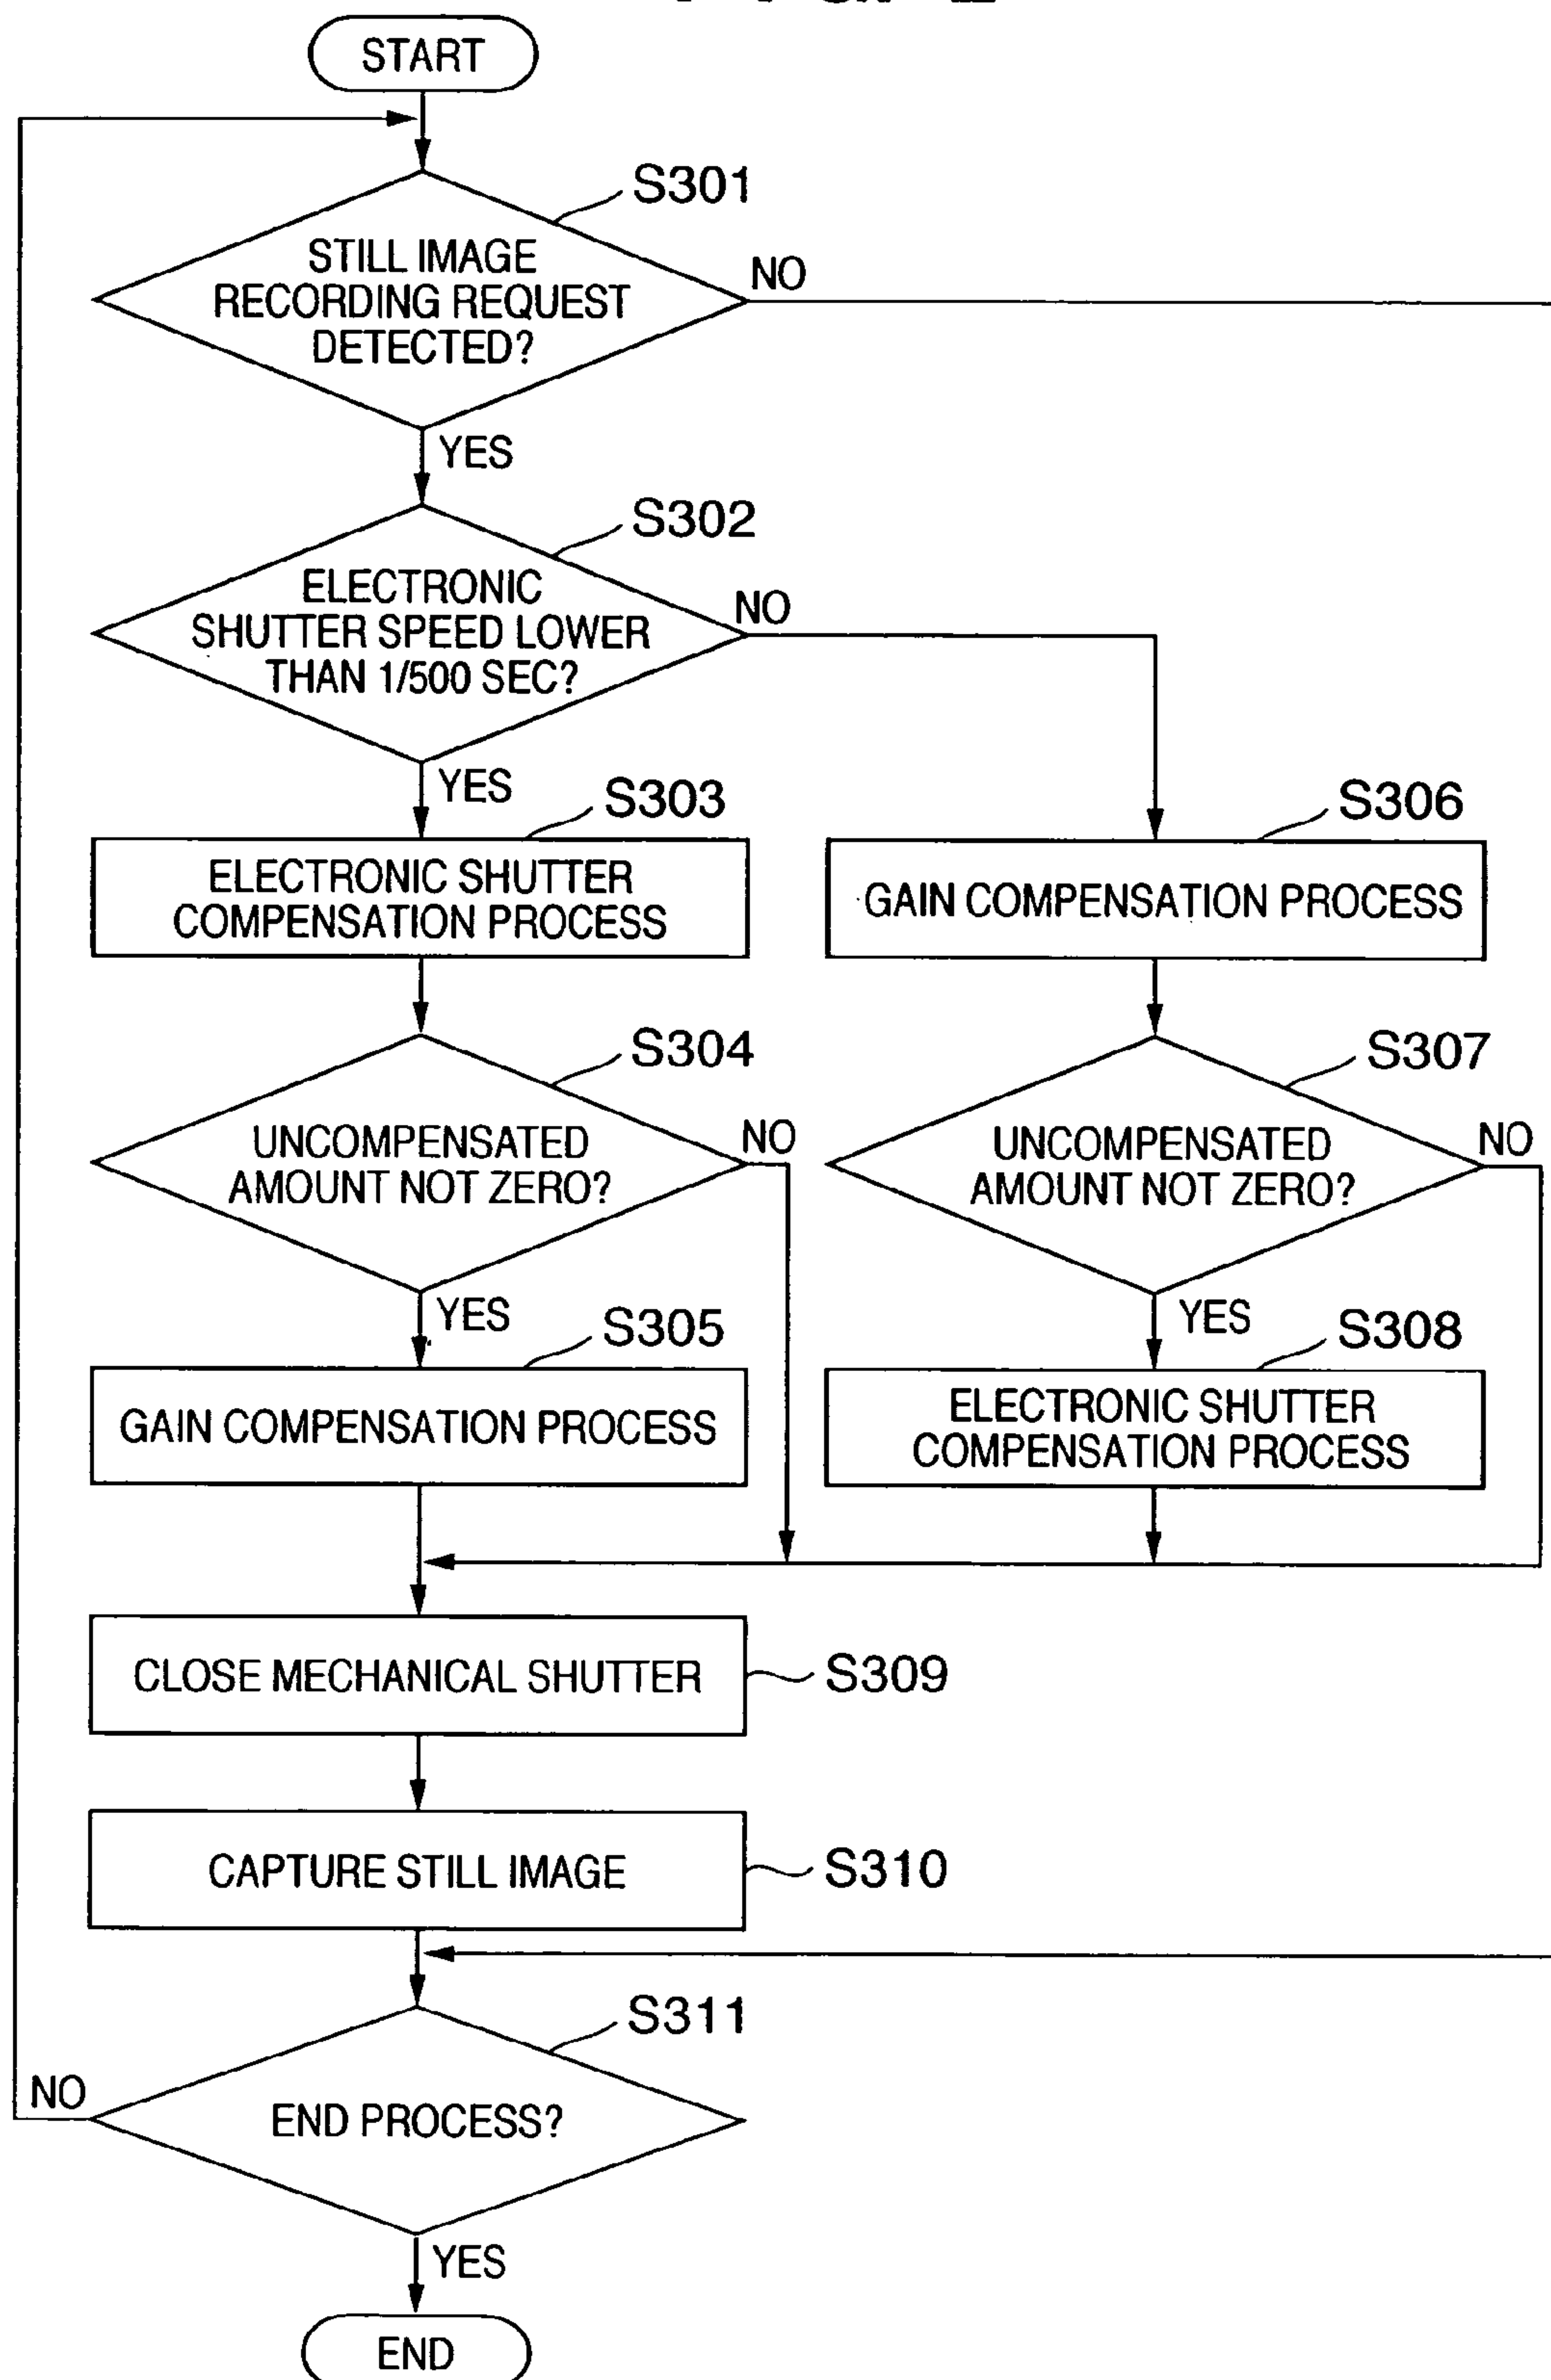 START
S301
STILL IMAGE
RECORDING REQUEST
DETECTED?
NO
YES
S302
ELECTRONIC
SHUTTER SPEED LOWER
THAN 1/500 SEC?
NO
YES
S303
ELECTRONIC SHUTTER
COMPENSATION PROCESS
S306
GAIN COMPENSATION PROCESS
S304
UNCOMPENSATED
AMOUNT NOT ZERO?
NO
YES
S307
UNCOMPENSATED
AMOUNT NOT ZERO?
NO
YES
S305
GAIN COMPENSATION PROCESS
S308
ELECTRONIC SHUTTER
COMPENSATION PROCESS
CLOSE MECHANICAL SHUTTER
S309
CAPTURE STILL IMAGE
S310
S311
END PROCESS?
NO
YES
END